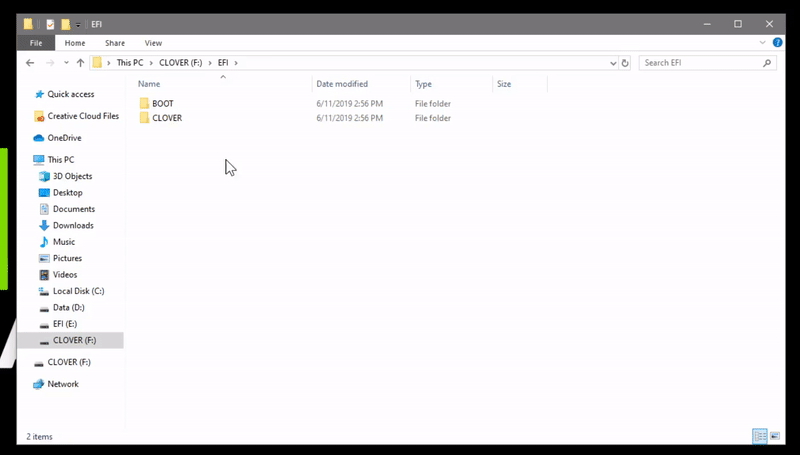 EFI
File Home Share View
This PC CLOVER (F:) EFI Search EFI
Name Date modified Type Size
BOOT 6/11/2019 2:56 PM File folder
CLOVER 6/11/2019 2:56 PM File folder
Quick access
Creative Cloud Files
OneDrive
This PC
3D Objects
Desktop
Documents
Downloads
Music
Pictures
Videos
Local Disk (C:)
Data (D:)
EFI (E:)
CLOVER (F:)
CLOVER (F:)
Network
2 items